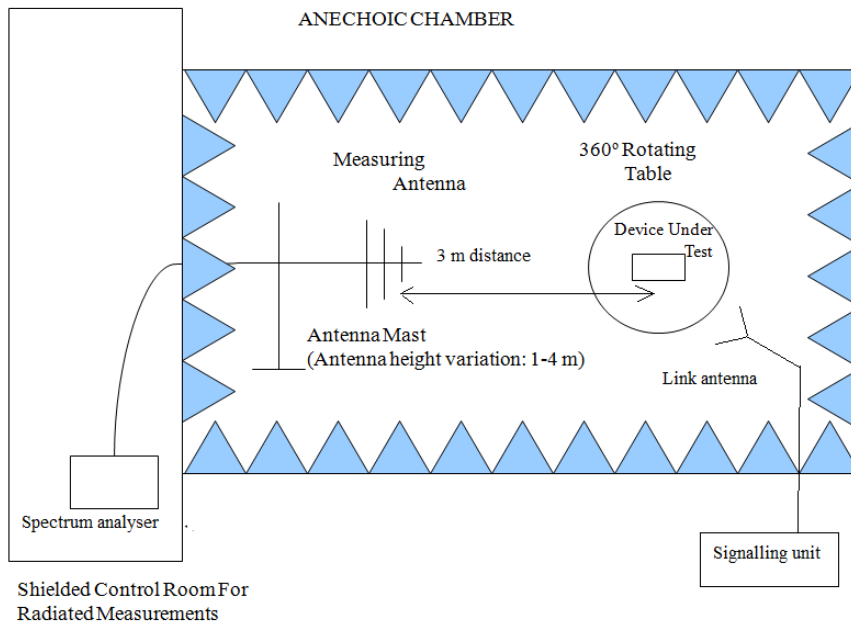 ANECHOIC CHAMBER
Measuring
Antenna
360º Rotating
Table
Device Under
Test
3 m distance
Antenna Mast
(Antenna height variation: 1-4 m)
Link antenna
Spectrum analyser
Signalling unit
Shielded Control Room For
Radiated Measurements